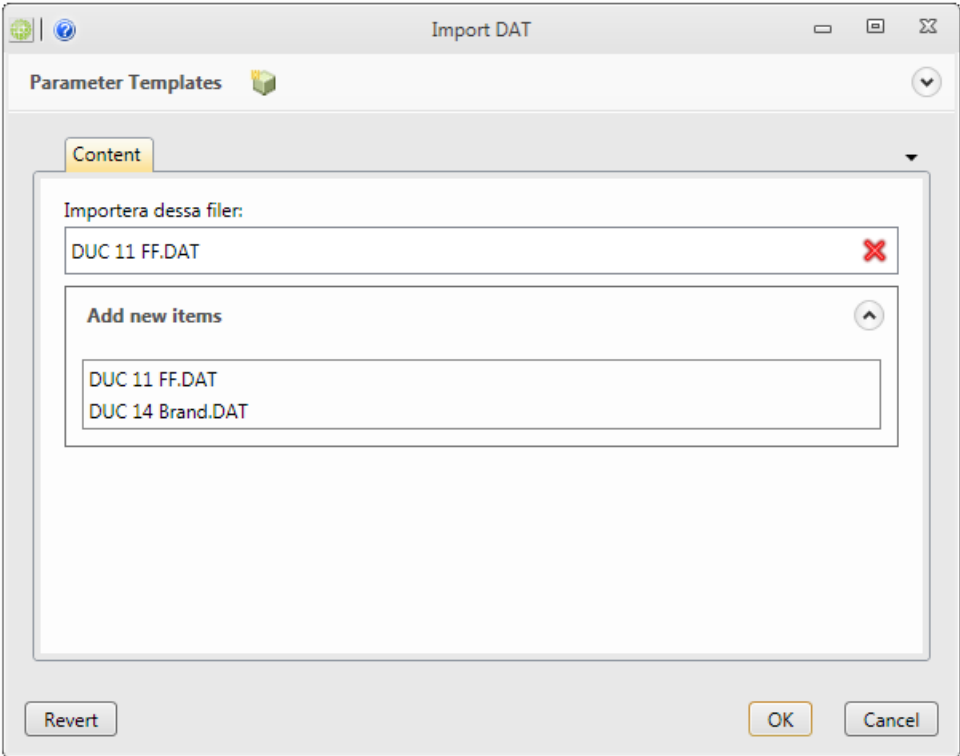 Import DAT
Parameter Templates
Content
Importera dessa filer:
DUC 11 FF.DAT
Add new items
DUC 11 FF.DAT
DUC 14 Brand.DAT
Revert
OK
Cancel